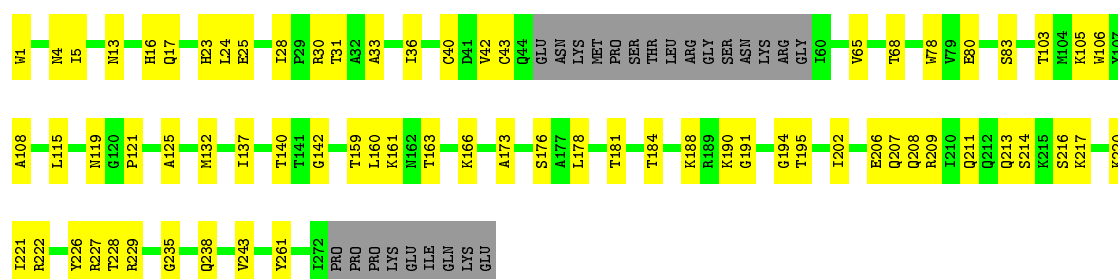 W1 N4 I5 N13 H16 Q17 H23 L24 E25 I28 P29 R30 T31 A32 A33 I36 C40 D41 V42 C43 Q44 GLU ASN LYS MET PRO SER THR LEU ARG GLY SER ASN LYS ARG GLY I60 V65 T68 W78 V79 E80 S83 T103 M104 K105 W106 Y107
A108 L115 N119 G120 P121 A125 M132 I137 T140 T141 G142 T159 L160 K161 N162 T163 K166 A173 S176 A177 L178 T181 T184 K188 R189 K190 G191 G194 T195 I202 E206 Q207 Q208 R209 I210 Q211 Q212 Q213 S214 K215 S216 K217 K220
I221 R222 Y226 R227 T228 R229 G235 Q238 V243 Y261 I272 PRO PRO PRO LYS GLU ILE GLN LYS GLU